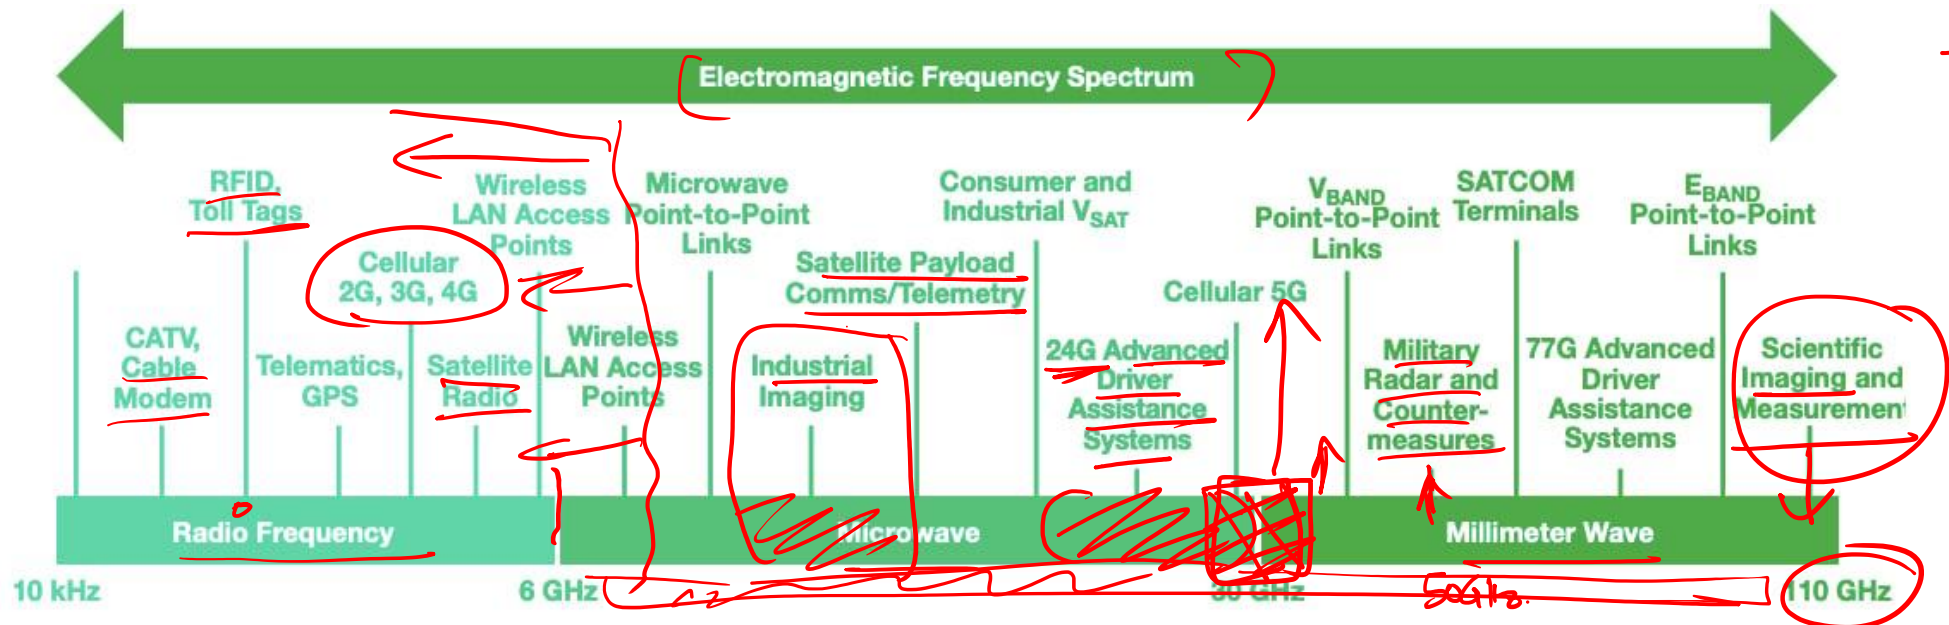 Electromagnetic Frequency Spectrum
RFID,
Toll Tags
Wireless
LAN Access
Points
Microwave
Point-to-Point
Links
Consumer and
Industrial VSAT
VBAND
Point-to-Point
Links
SATCOM
Terminals
EBAND
Point-to-Point
Links
Cellular
2G, 3G, 4G
Satellite Payload
Comms/Telemetry
Cellular 5G
CATV,
Cable
Modem
Telematics,
GPS
Satellite
Radio
Wireless
LAN Access
Points
Industrial
Imaging
24G Advanced
Driver
Assistance
Systems
Military
Radar and
Counter-
measures
77G Advanced
Driver
Assistance
Systems
Scientific
Imaging and
Measurement
Radio Frequency
Microwave
Millimeter Wave
10 kHz
6 GHz
30 GHz
50GHz.
110 GHz